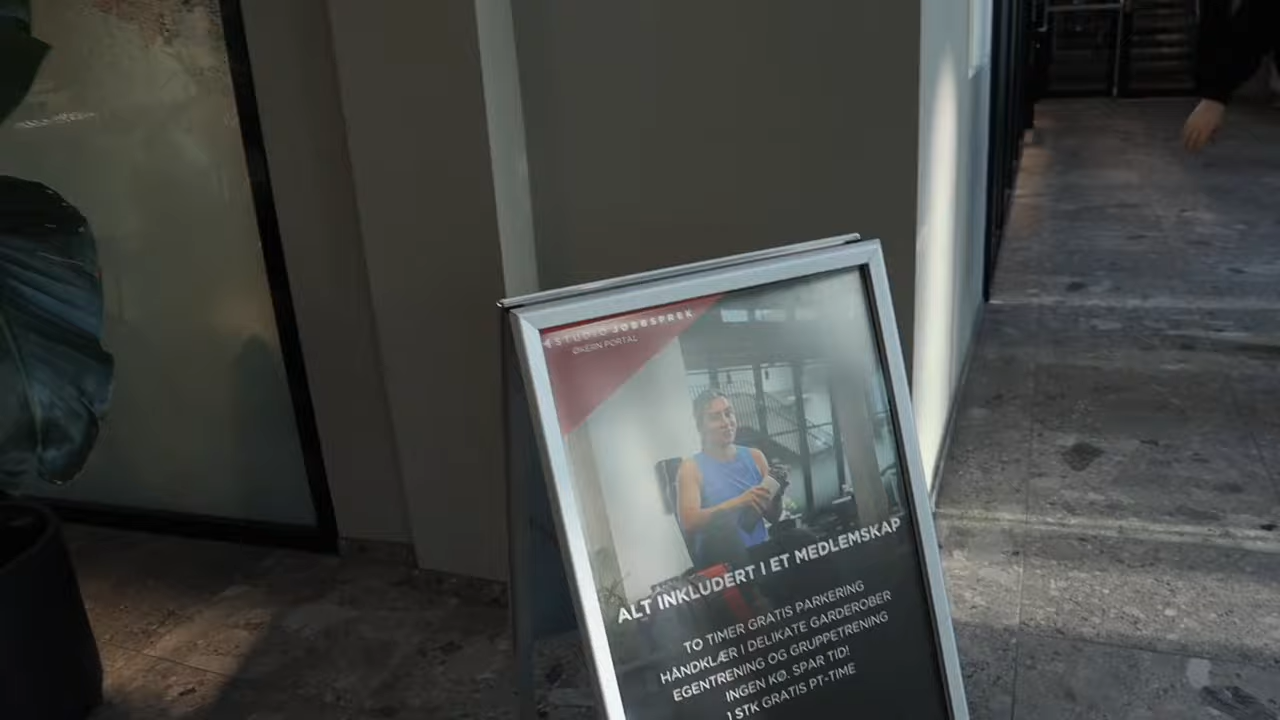 STUDIO JOBBSPREK
ØKERN PORTAL
ALT INKLUDERT I ET MEDLEMSKAP
TO TIMER GRATIS PARKERING
HÅNDKLÆR I DELIKATE GARDEROBER
EGENTRENING OG GRUPPETRENING
INGEN KØ. SPAR TID!
1 STK GRATIS PT-TIME